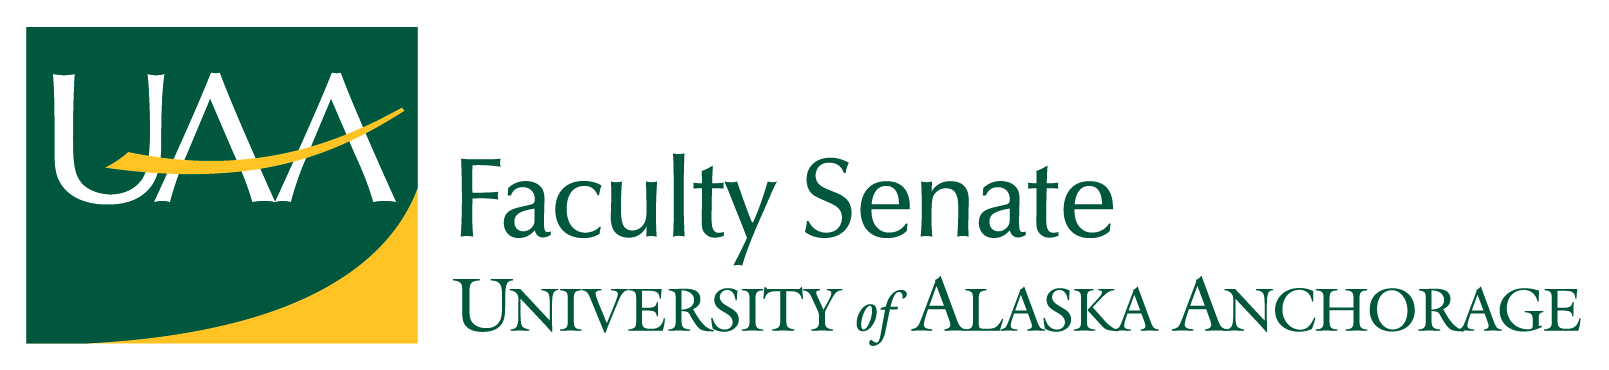 UAA
Faculty Senate
UNIVERSITY of ALASKA ANCHORAGE